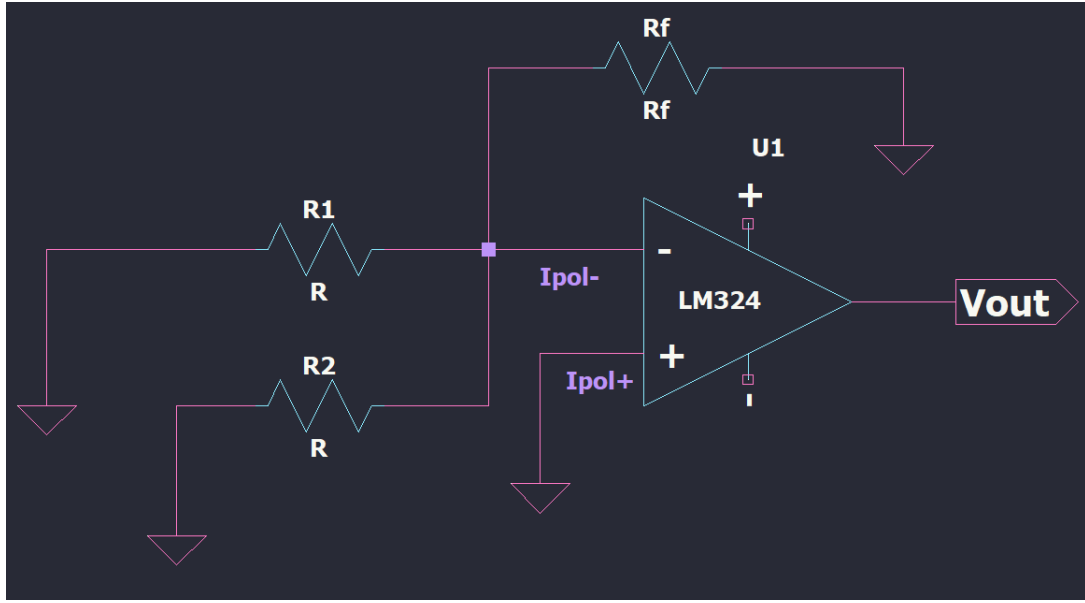 Rf
Rf
U1
+
R1
R
-
Ipol-
LM324
Vout
+
Ipol+
R2
R
-